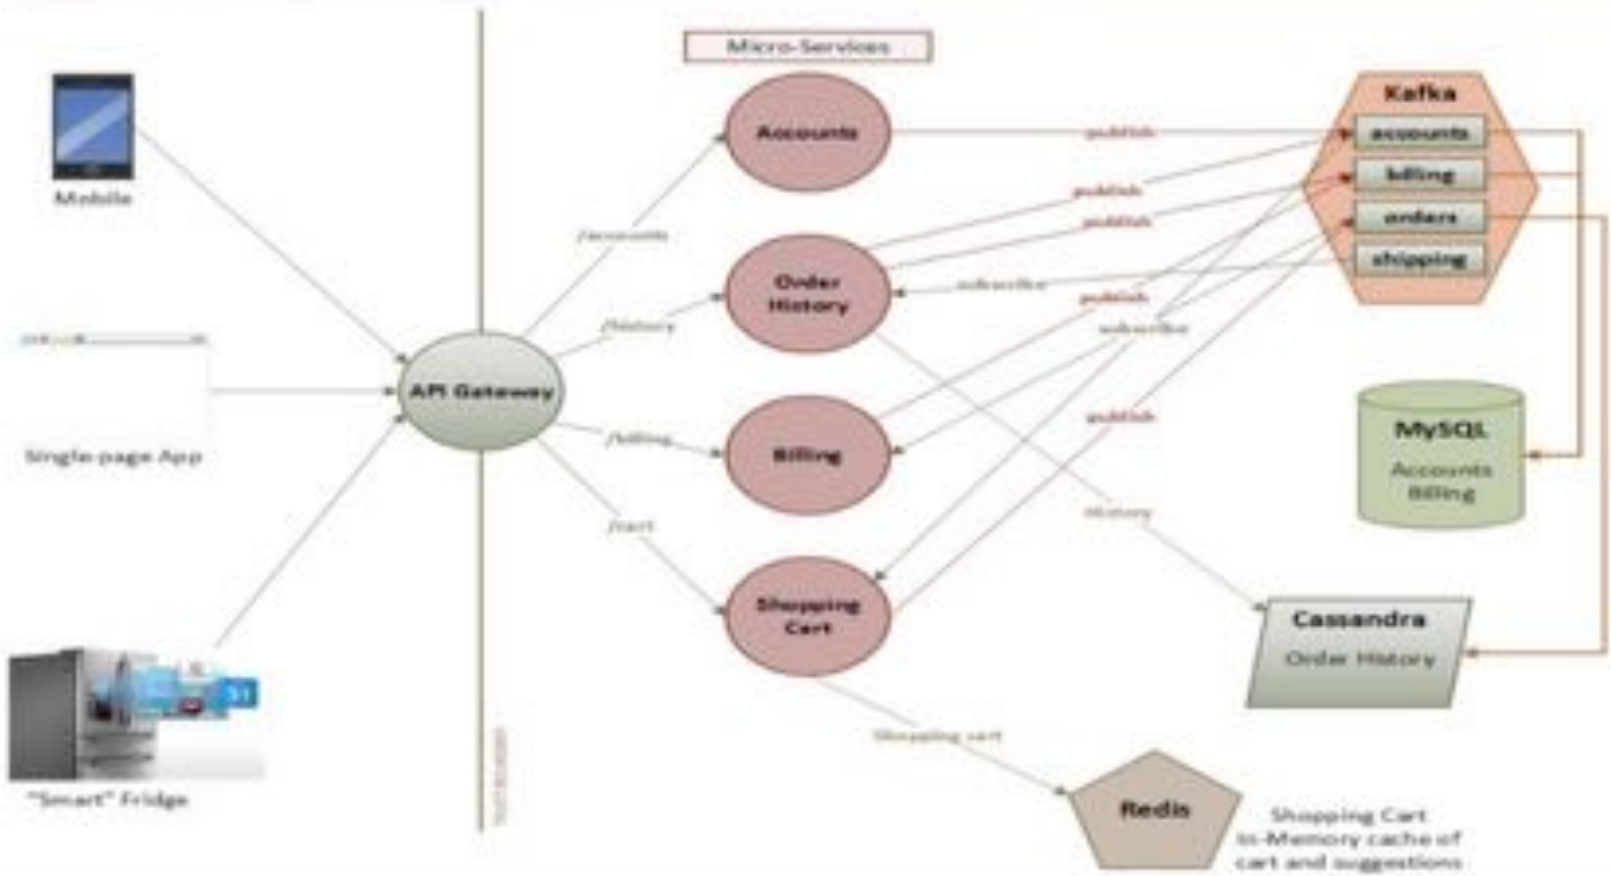 Micro-Services
Mobile
Single-page App
"Smart" Fridge
API Gateway
/accounts
/history
/billing
/cart
Accounts
Order
History
Billing
Shopping
Cart
publish
publish
publish
subscribe
publish
subscribe
publish
History
Shopping cart
Kafka
accounts
billing
orders
shipping
MySQL
Accounts
Billing
Cassandra
Order History
Redis
Shopping Cart
In-Memory cache of
cart and suggestions